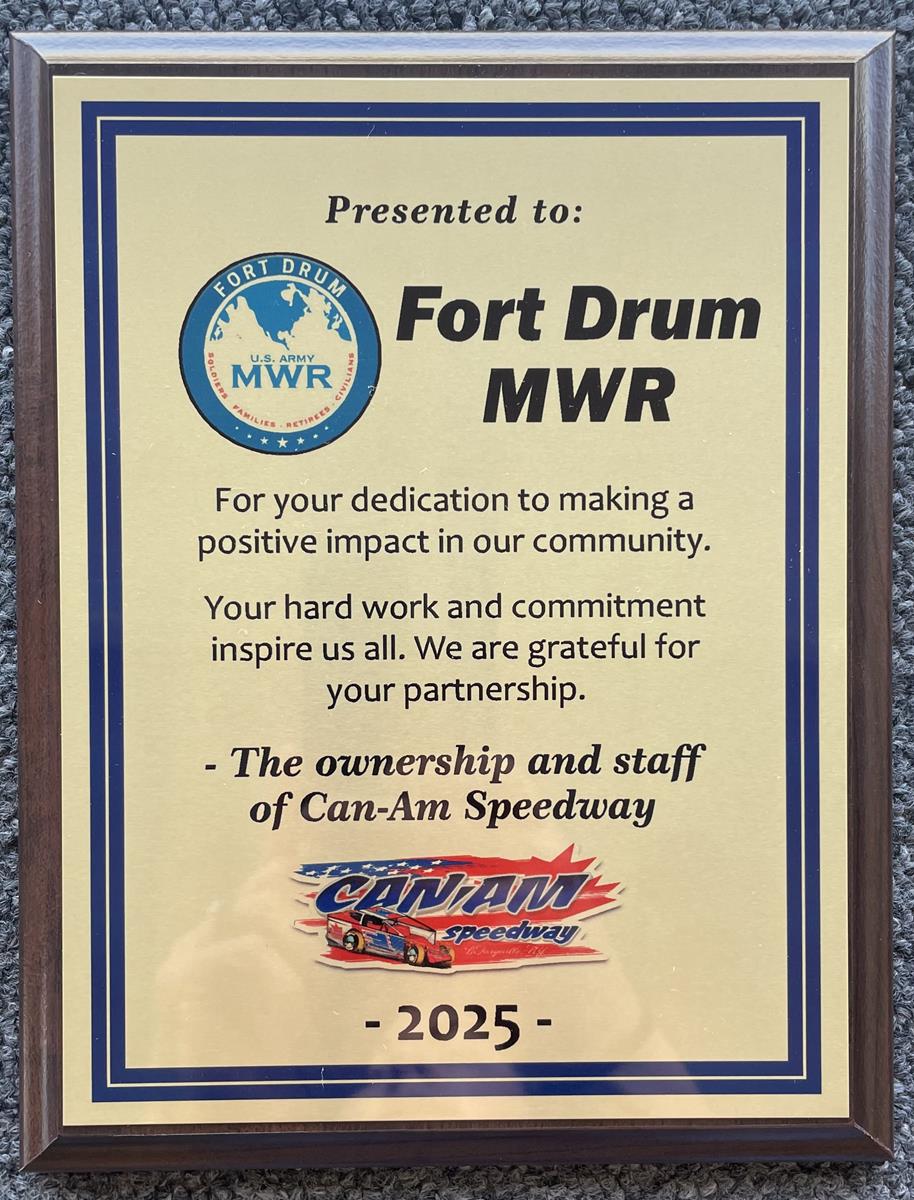 Presented to:
FORT DRUM
U.S. ARMY
MWR
SOLDIERS · FAMILIES · RETIREES · CIVILIANS
Fort Drum
MWR
For your dedication to making a
positive impact in our community.
Your hard work and commitment
inspire us all. We are grateful for
your partnership.
- The ownership and staff
of Can-Am Speedway
CAN-AM
speedway
LaFargeville, NY
- 2025 -